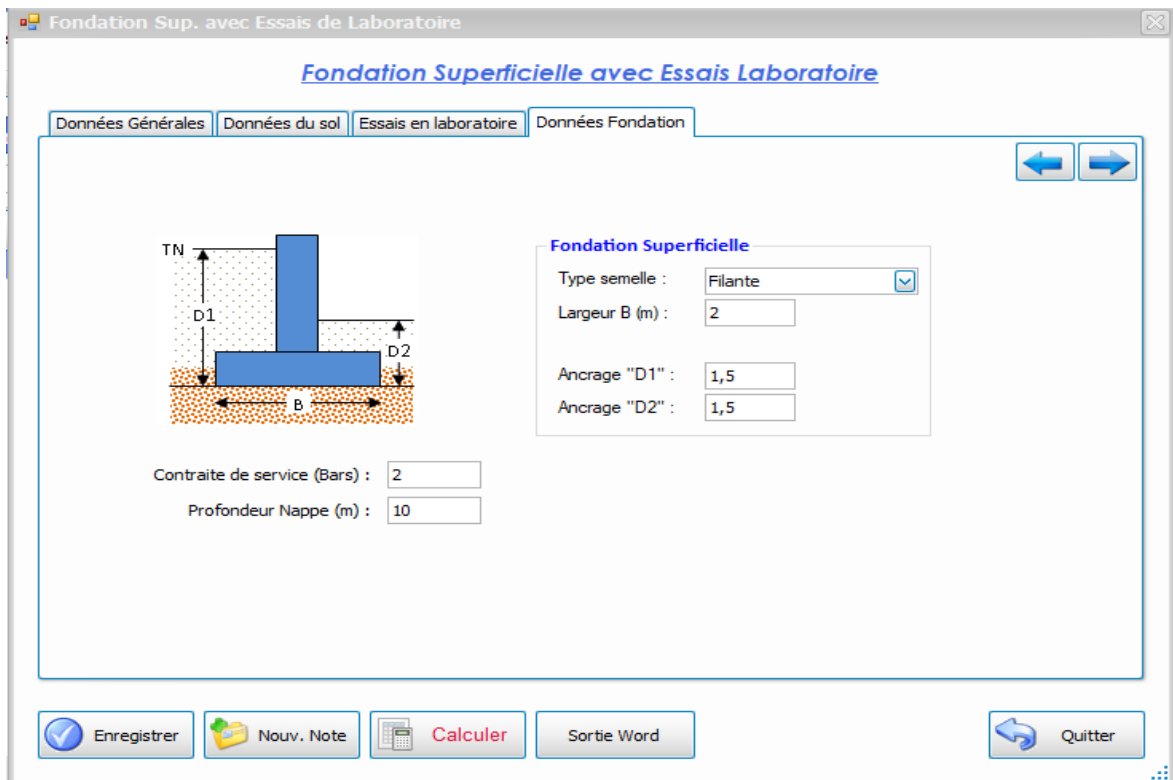 Fondation Sup. avec Essais de Laboratoire
Fondation Superficielle avec Essais Laboratoire
Données Générales
Données du sol
Essais en laboratoire
Données Fondation
TN
D1
D2
B
Fondation Superficielle
Type semelle : Filante
Largeur B (m) : 2
Ancrage "D1" : 1,5
Ancrage "D2" : 1,5
Contraite de service (Bars) : 2
Profondeur Nappe (m) : 10
Enregistrer
Nouv. Note
Calculer
Sortie Word
Quitter